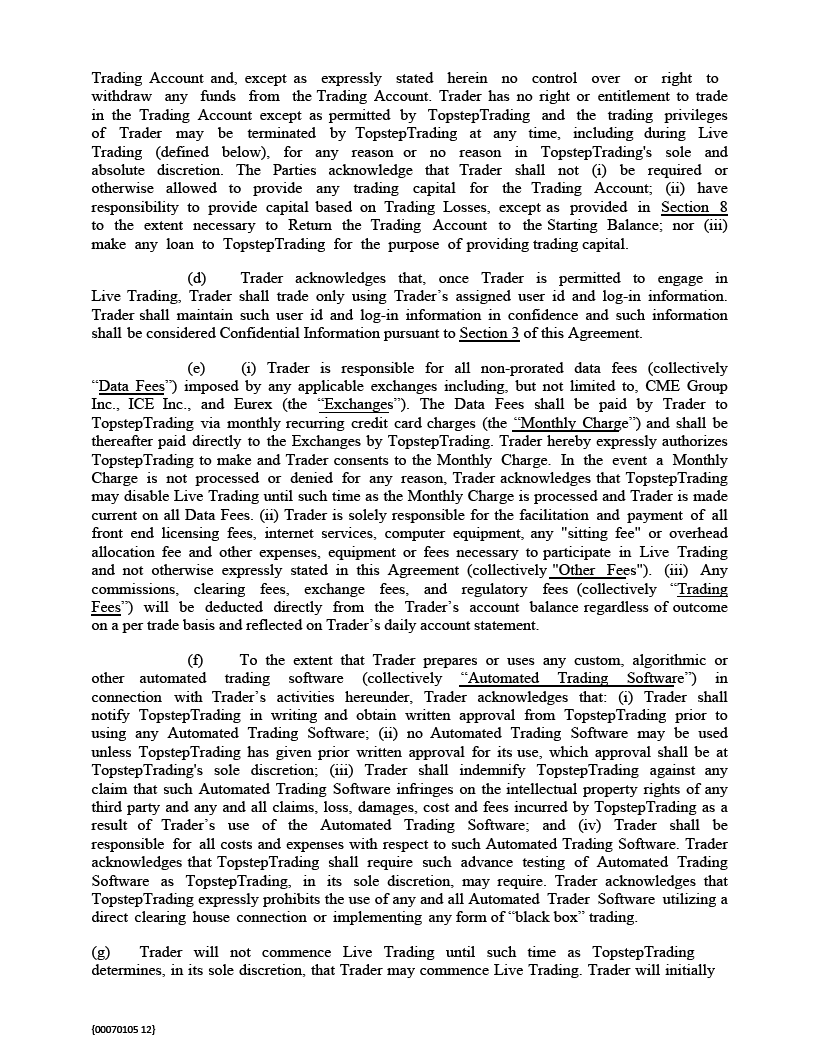 Trading Account and, except as expressly stated herein no control over or right to
withdraw any funds from the Trading Account. Trader has no right or entitlement to trade
in the Trading Account except as permitted by TopstepTrading and the trading privileges
of Trader may be terminated by TopstepTrading at any time, including during Live
Trading (defined below), for any reason or no reason in TopstepTrading's sole and
absolute discretion. The Parties acknowledge that Trader shall not (i) be required or
otherwise allowed to provide any trading capital for the Trading Account; (ii) have
responsibility to provide capital based on Trading Losses, except as provided in Section 8
to the extent necessary to Return the Trading Account to the Starting Balance; nor (iii)
make any loan to TopstepTrading for the purpose of providing trading capital.
(d) Trader acknowledges that, once Trader is permitted to engage in
Live Trading, Trader shall trade only using Trader’s assigned user id and log-in information.
Trader shall maintain such user id and log-in information in confidence and such information
shall be considered Confidential Information pursuant to Section 3 of this Agreement.
(e) (i) Trader is responsible for all non-prorated data fees (collectively
“Data Fees”) imposed by any applicable exchanges including, but not limited to, CME Group
Inc., ICE Inc., and Eurex (the “Exchanges”). The Data Fees shall be paid by Trader to
TopstepTrading via monthly recurring credit card charges (the “Monthly Charge”) and shall be
thereafter paid directly to the Exchanges by TopstepTrading. Trader hereby expressly authorizes
TopstepTrading to make and Trader consents to the Monthly Charge. In the event a Monthly
Charge is not processed or denied for any reason, Trader acknowledges that TopstepTrading
may disable Live Trading until such time as the Monthly Charge is processed and Trader is made
current on all Data Fees. (ii) Trader is solely responsible for the facilitation and payment of all
front end licensing fees, internet services, computer equipment, any "sitting fee" or overhead
allocation fee and other expenses, equipment or fees necessary to participate in Live Trading
and not otherwise expressly stated in this Agreement (collectively "Other Fees"). (iii) Any
commissions, clearing fees, exchange fees, and regulatory fees (collectively “Trading
Fees”) will be deducted directly from the Trader’s account balance regardless of outcome
on a per trade basis and reflected on Trader’s daily account statement.
(f) To the extent that Trader prepares or uses any custom, algorithmic or
other automated trading software (collectively “Automated Trading Software”) in
connection with Trader’s activities hereunder, Trader acknowledges that: (i) Trader shall
notify TopstepTrading in writing and obtain written approval from TopstepTrading prior to
using any Automated Trading Software; (ii) no Automated Trading Software may be used
unless TopstepTrading has given prior written approval for its use, which approval shall be at
TopstepTrading's sole discretion; (iii) Trader shall indemnify TopstepTrading against any
claim that such Automated Trading Software infringes on the intellectual property rights of any
third party and any and all claims, loss, damages, cost and fees incurred by TopstepTrading as a
result of Trader’s use of the Automated Trading Software; and (iv) Trader shall be
responsible for all costs and expenses with respect to such Automated Trading Software. Trader
acknowledges that TopstepTrading shall require such advance testing of Automated Trading
Software as TopstepTrading, in its sole discretion, may require. Trader acknowledges that
TopstepTrading expressly prohibits the use of any and all Automated Trader Software utilizing a
direct clearing house connection or implementing any form of “black box” trading.
(g) Trader will not commence Live Trading until such time as TopstepTrading
determines, in its sole discretion, that Trader may commence Live Trading. Trader will initially
{00070105 12}